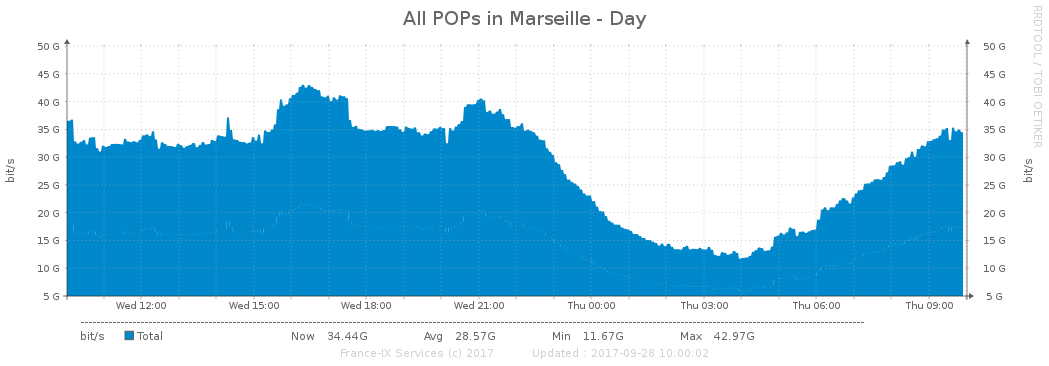 All POPs in Marseille - Day
RRDTOOL / TOBI OETIKER
50 G 50 G
45 G 45 G
40 G 40 G
35 G 35 G
30 G 30 G
25 G 25 G
20 G 20 G
15 G 15 G
10 G 10 G
5 G 5 G
bit/s
bit/s
Wed 12:00 Wed 15:00 Wed 18:00 Wed 21:00 Thu 00:00 Thu 03:00 Thu 06:00 Thu 09:00
bit/s Total Now 34.44G Avg 28.57G Min 11.67G Max 42.97G
France-IX Services (c) 2017 Updated : 2017-09-28 10:00:02